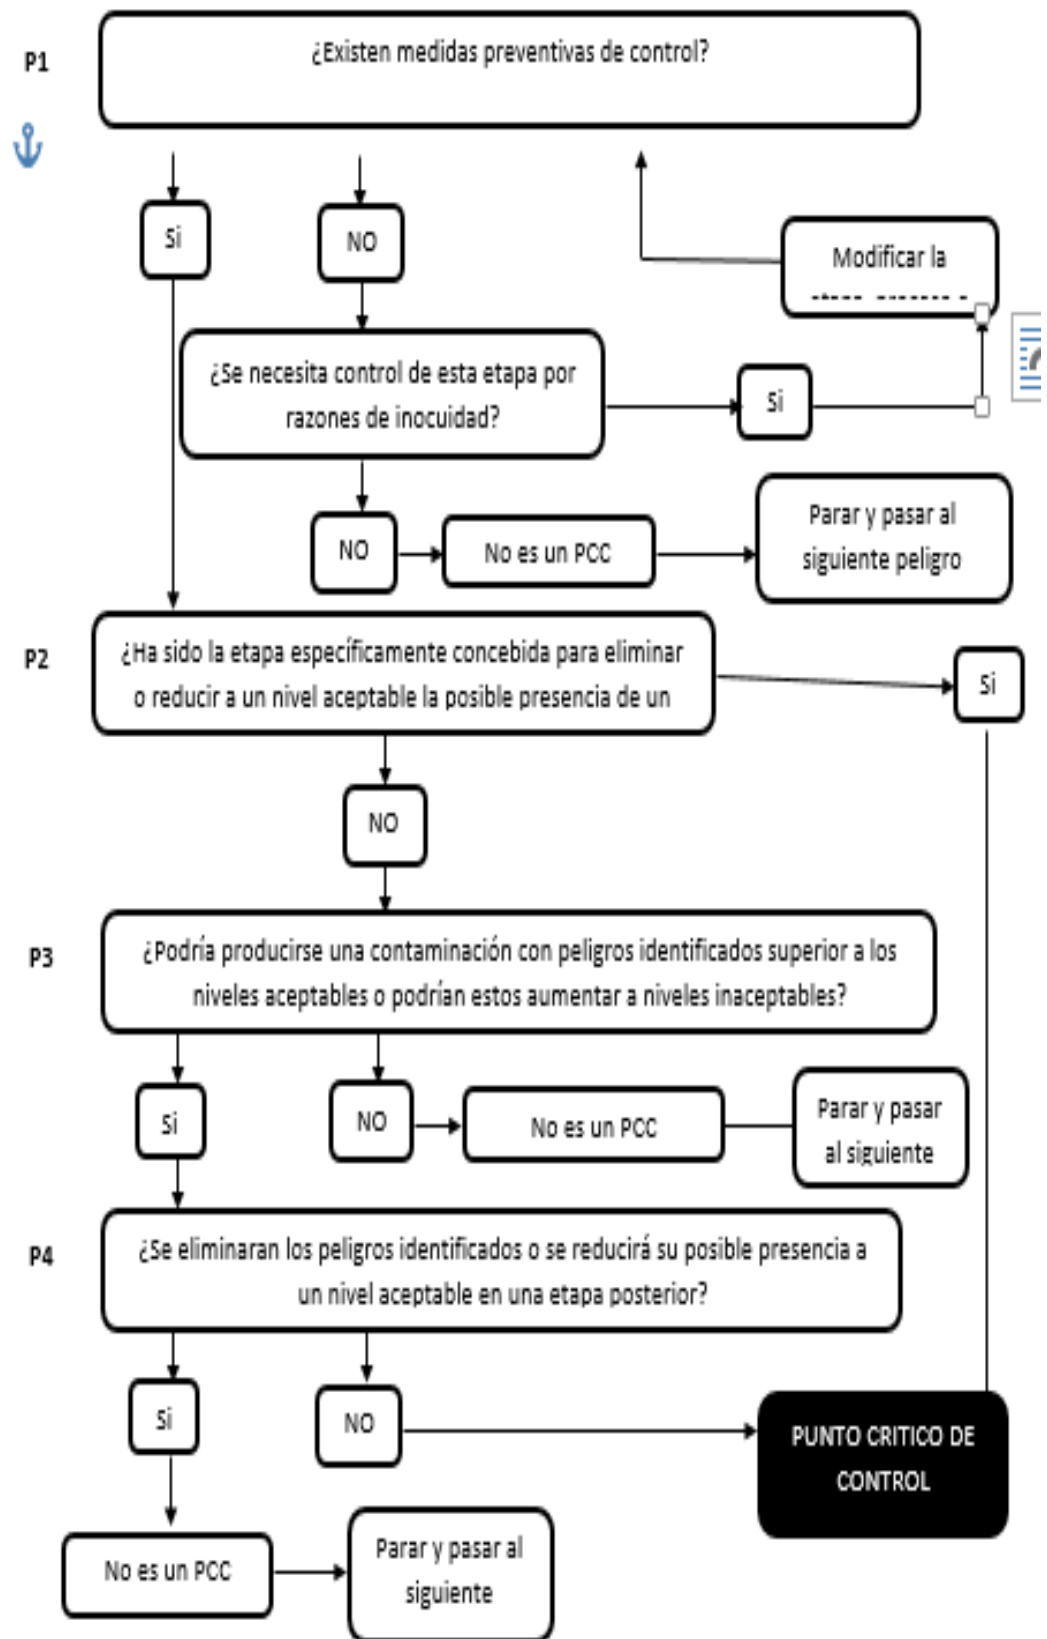 P1
¿Existen medidas preventivas de control?
Si
NO
Modificar la
¿Se necesita control de esta etapa por
razones de inocuidad?
Si
NO
No es un PCC
Parar y pasar al
siguiente peligro
P2
¿Ha sido la etapa específicamente concebida para eliminar
o reducir a un nivel aceptable la posible presencia de un
Si
NO
P3
¿Podría producirse una contaminación con peligros identificados superior a los
niveles aceptables o podrían estos aumentar a niveles inaceptables?
Si
NO
No es un PCC
Parar y pasar
al siguiente
P4
¿Se eliminaran los peligros identificados o se reducirá su posible presencia a
un nivel aceptable en una etapa posterior?
Si
NO
PUNTO CRITICO DE
CONTROL
No es un PCC
Parar y pasar al
siguiente